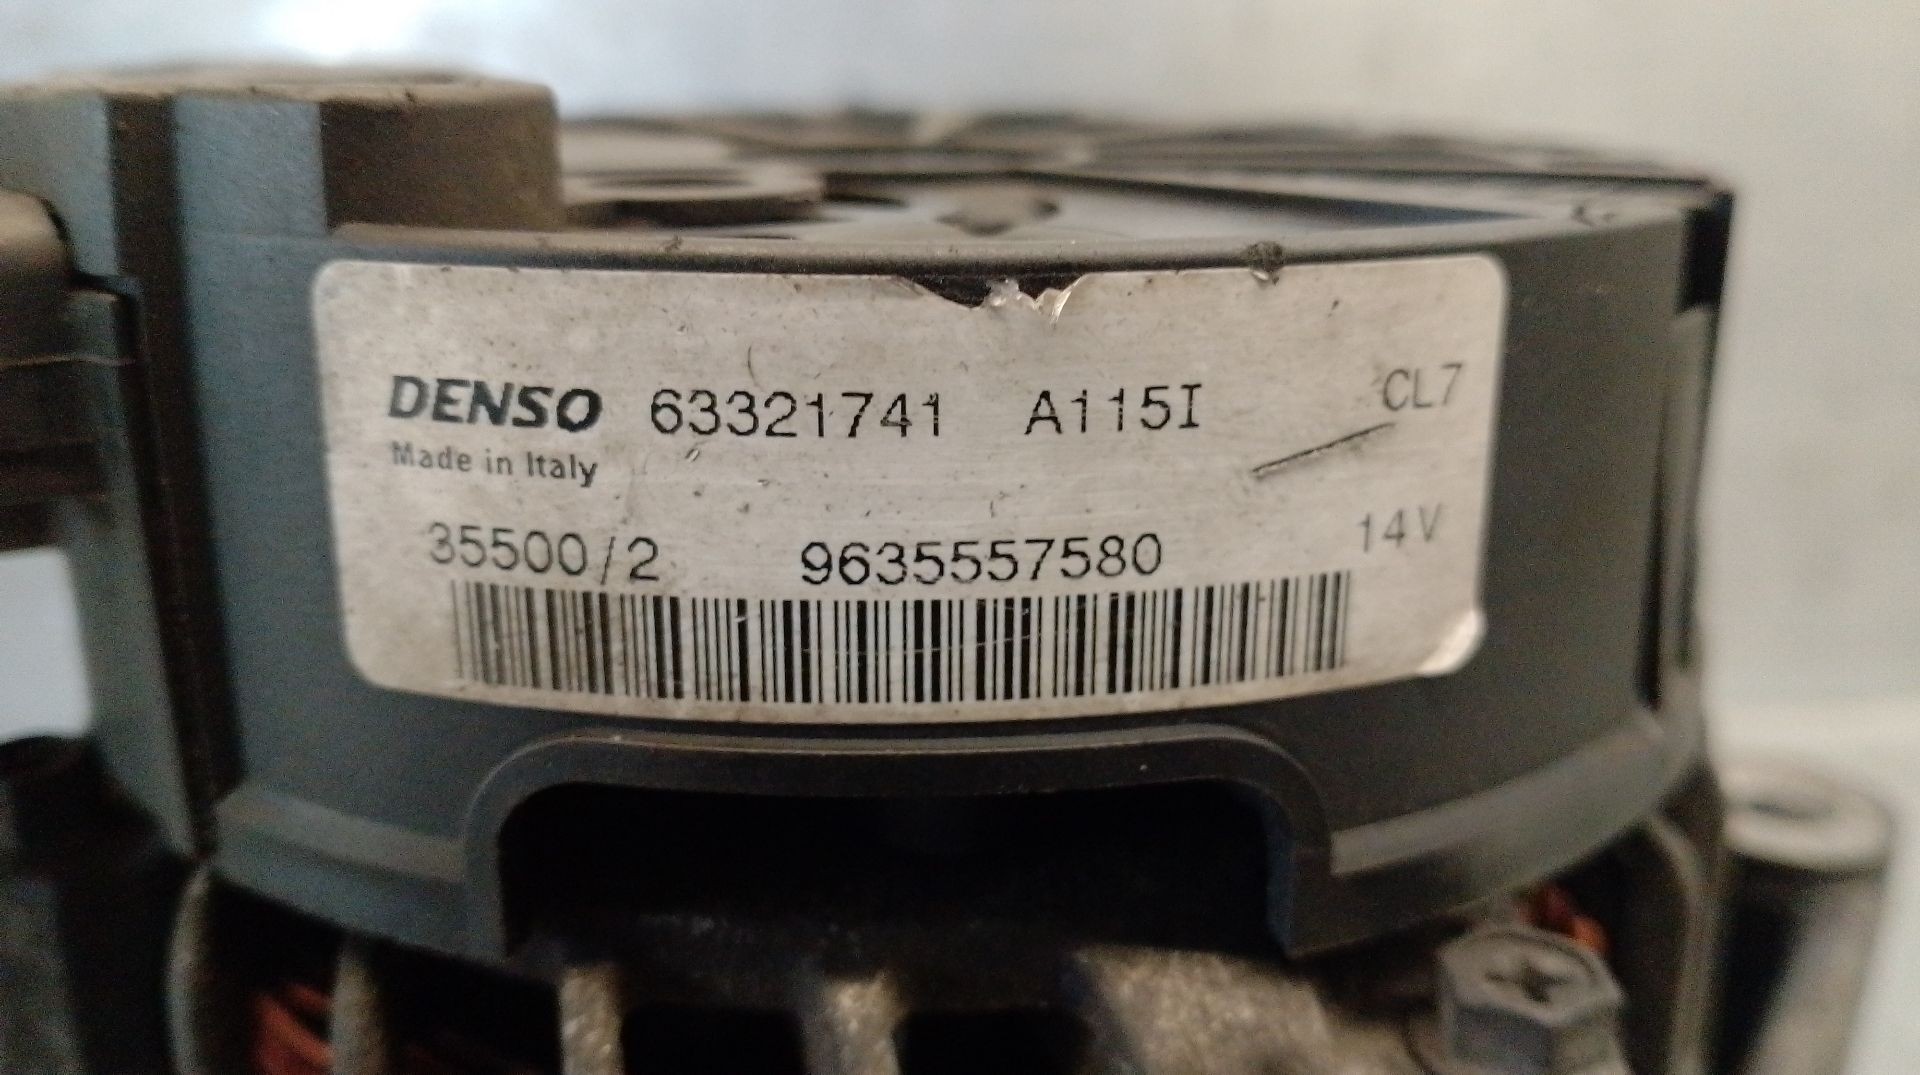 DENSO 63321741 A115I CL7
Made in Italy
35500/2 9635557580 14V